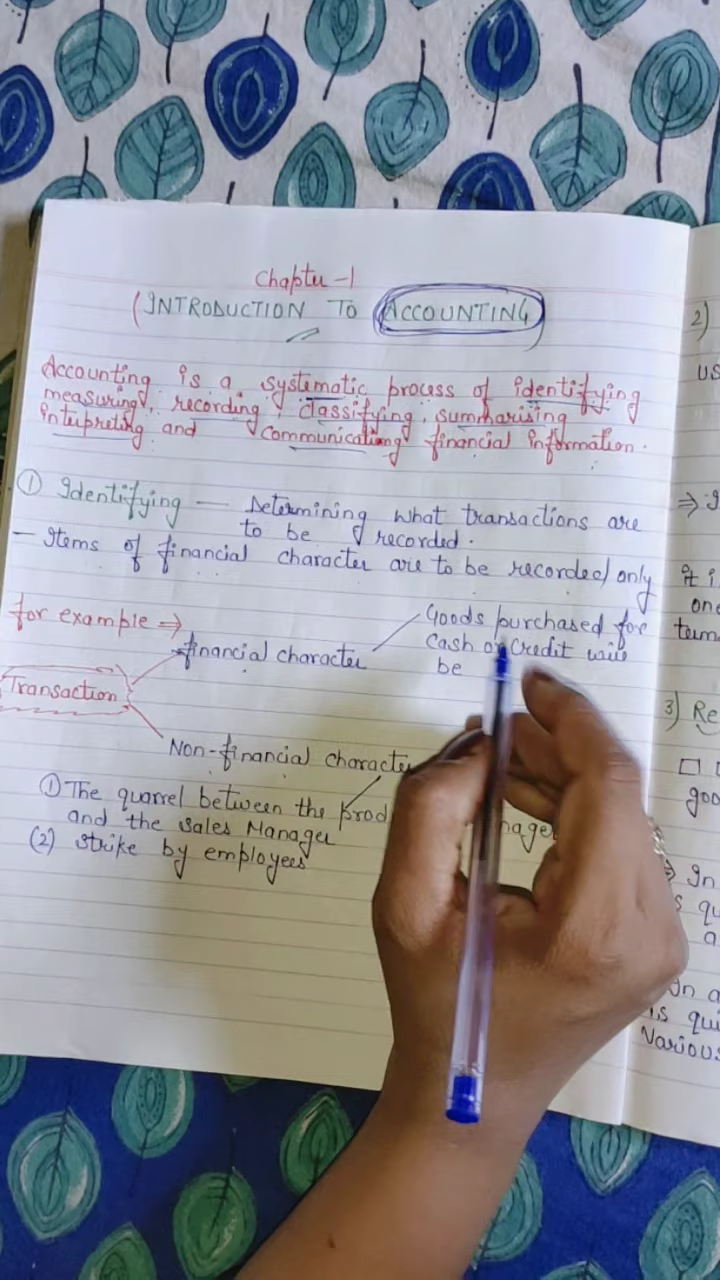 Chapter -1
(INTRODUCTION TO ACCOUNTING
Accounting is a systematic process of identifying
measuring, recording, classifying, summarising
interpreting and communicating financial information.
① Identifying — Determining what transactions are
to be recorded.
— Items of financial character are to be recorded only
for example ⇒
Goods purchased for
cash or credit will
be
financial character
Transaction
Non-financial character
① The quarrel between the prod
and the Sales Manager
(2) strike by employees
2)
us
⇒
it i
one
term
3) Re
goo
⇒ In
s qu
a
In a
is qui
Various